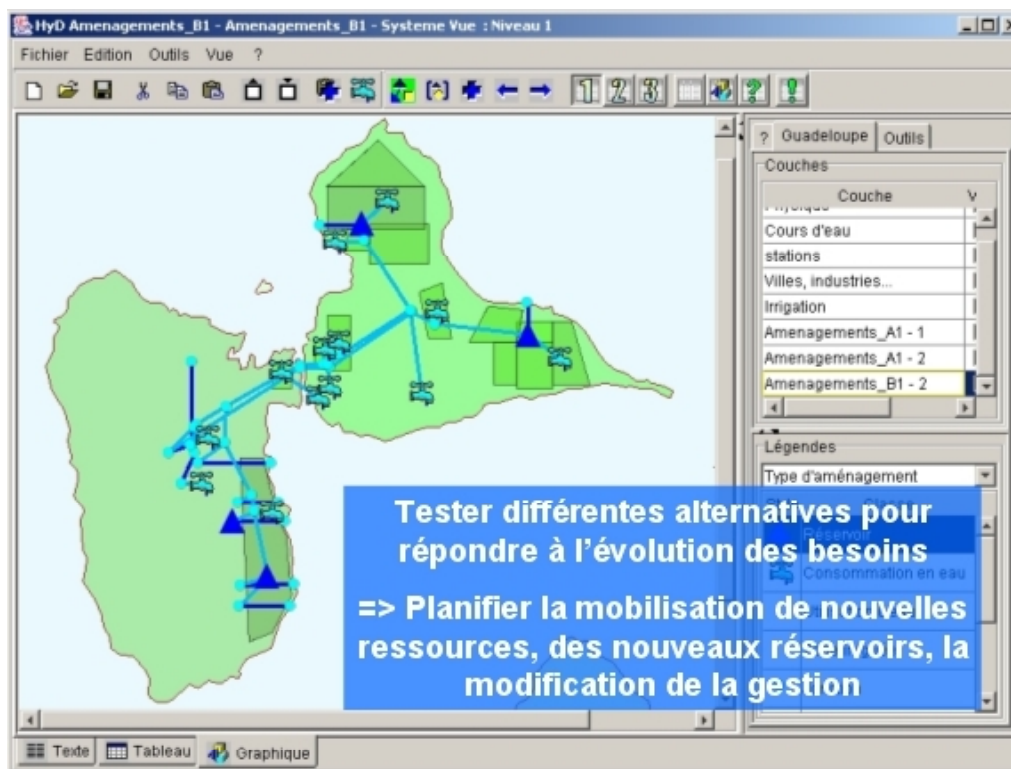 HyD Amenagements_B1 - Amenagements_B1 - Systeme Vue : Niveau 1
Fichier Edition Outils Vue ?
1 2 3 ? !
? Guadeloupe Outils
Couches
Couche V
Physique
Cours d'eau
stations
Villes, industries...
Irrigation
Amenagements_A1 - 1
Amenagements_A1 - 2
Amenagements_B1 - 2
Légendes
Type d'aménagement
Classe
Réservoir
Consommation en eau
Tester différentes alternatives pour
répondre à l'évolution des besoins
=> Planifier la mobilisation de nouvelles
ressources, des nouveaux réservoirs, la
modification de la gestion
Texte Tableau Graphique